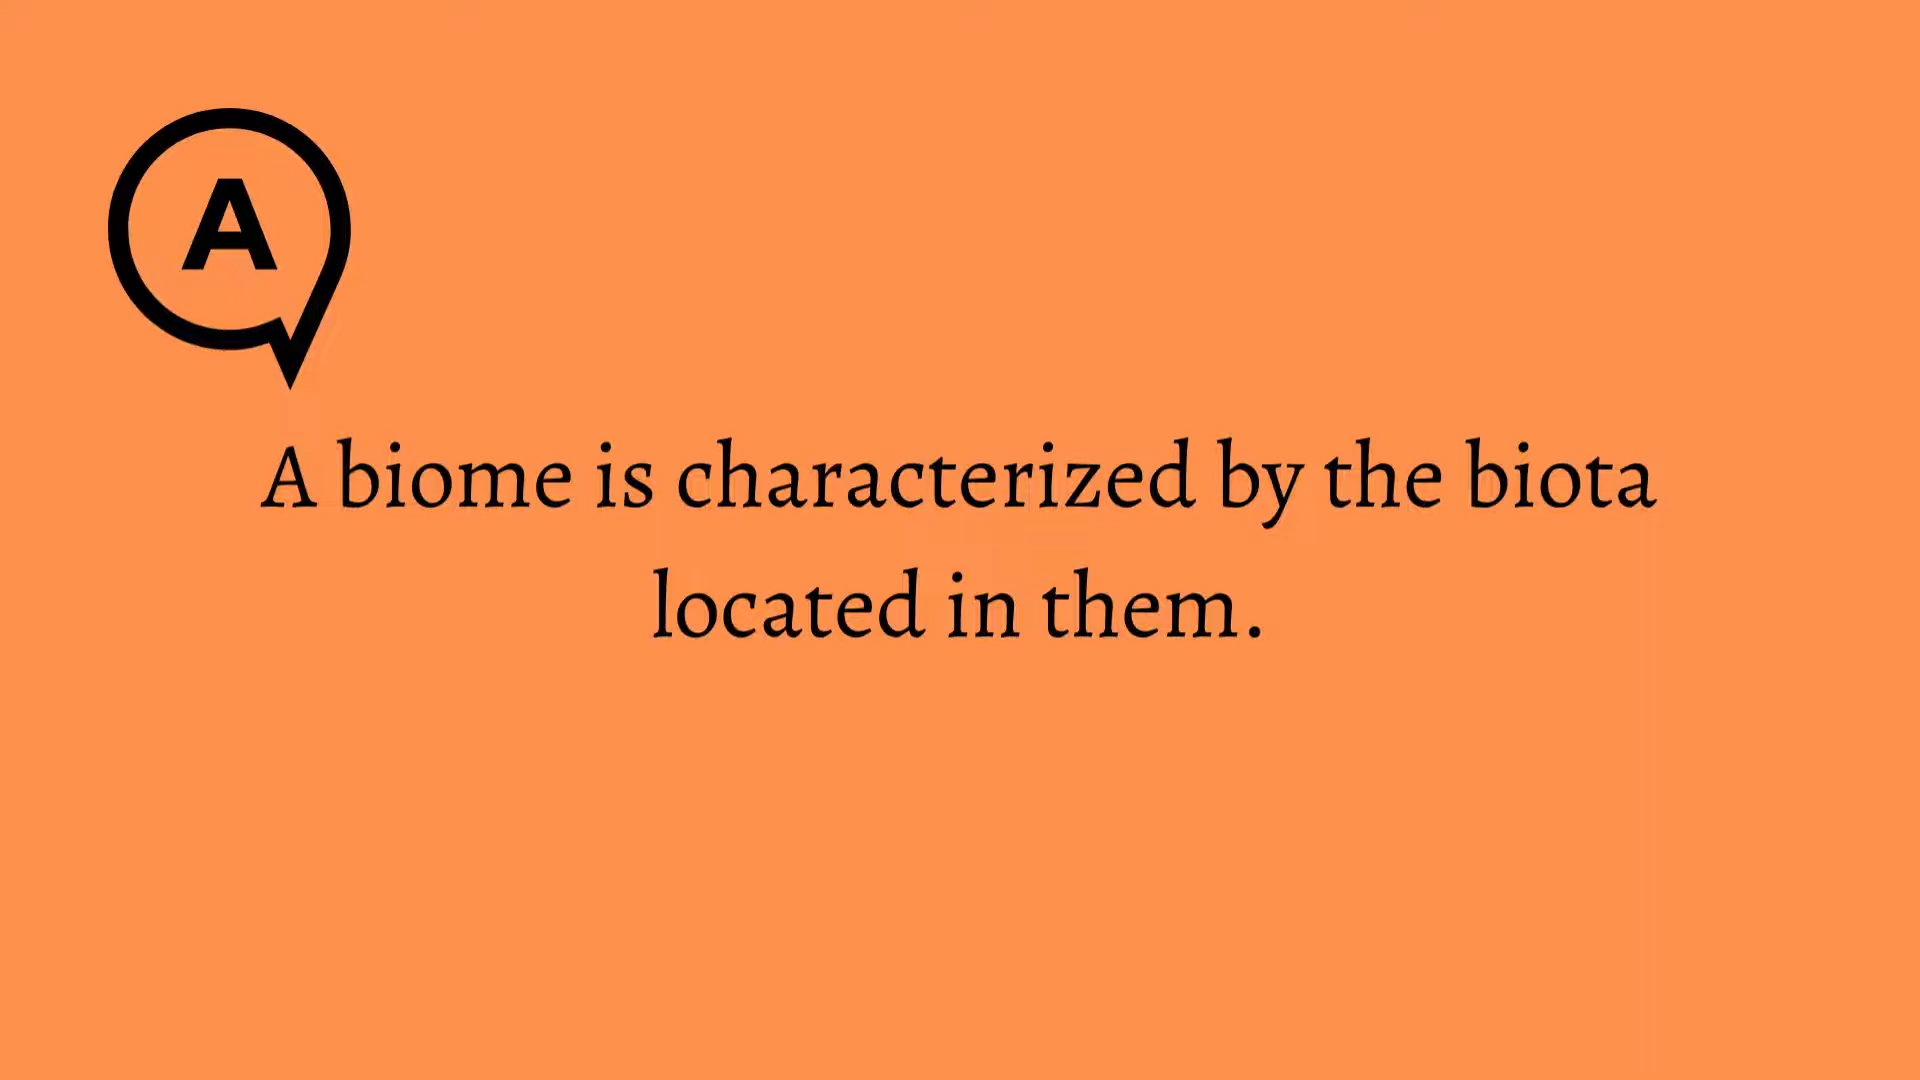 A
A biome is characterized by the biota
located in them.